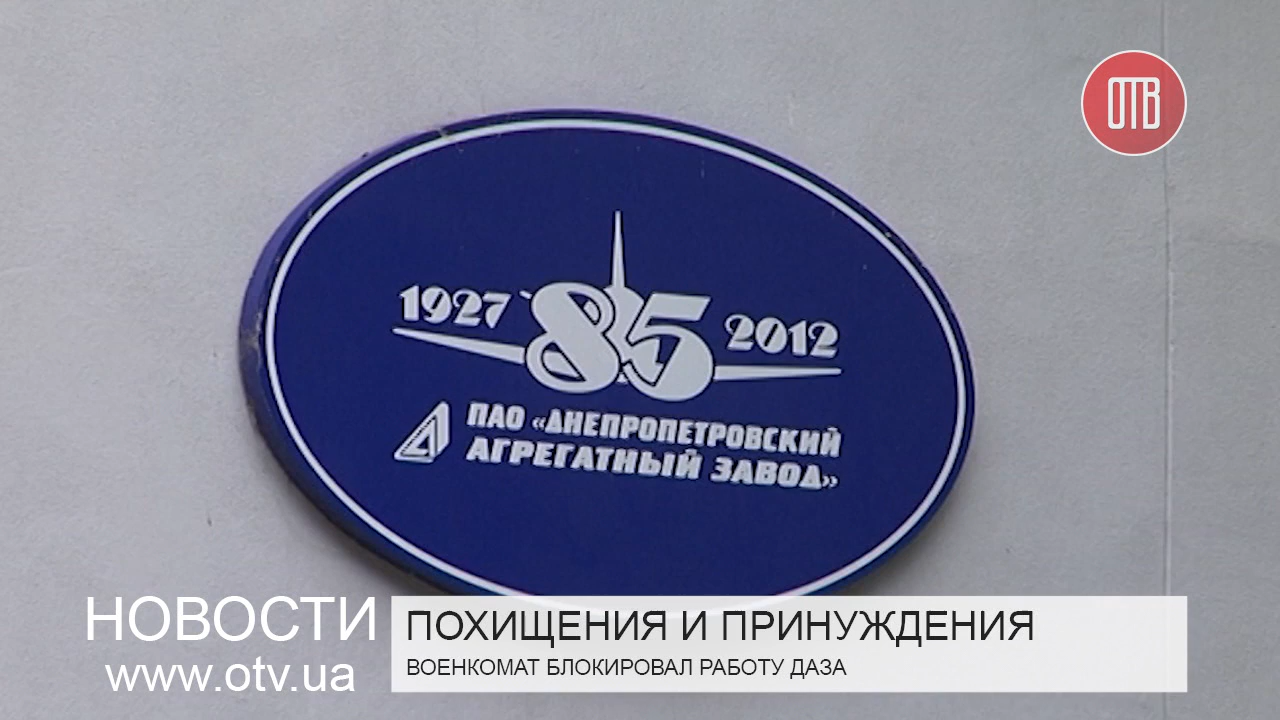 ОТВ
1927 85 2012
ПАО «ДНЕПРОПЕТРОВСКИЙ
АГРЕГАТНЫЙ ЗАВОД»
НОВОСТИ
www.otv.ua
ПОХИЩЕНИЯ И ПРИНУЖДЕНИЯ
ВОЕНКОМАТ БЛОКИРОВАЛ РАБОТУ ДАЗА